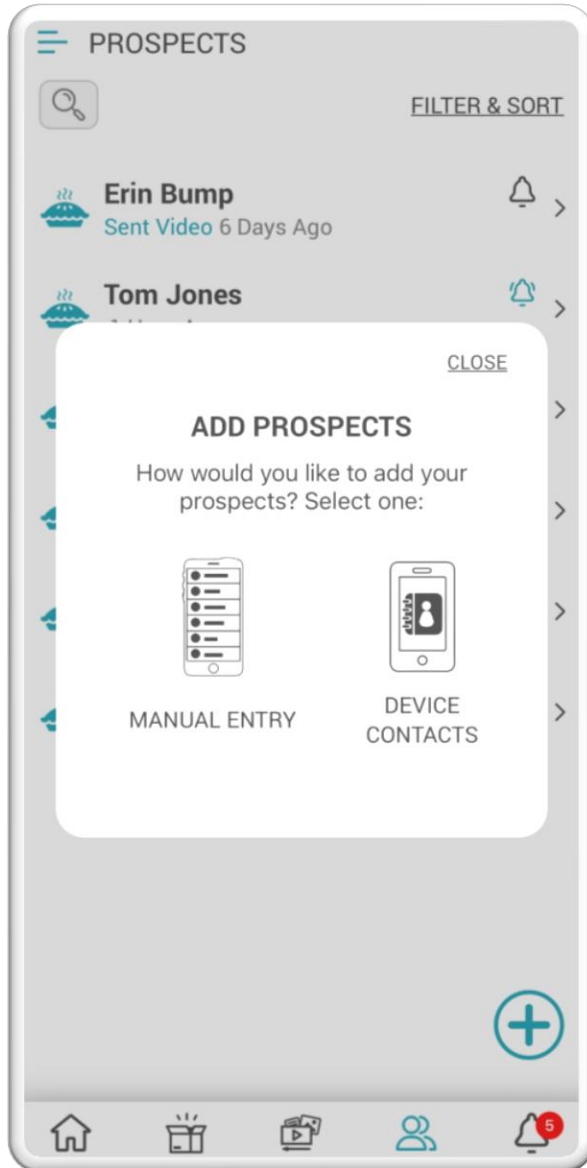 PROSPECTS
FILTER & SORT
Erin Bump
Sent Video 6 Days Ago
Tom Jones
CLOSE
ADD PROSPECTS
How would you like to add your
prospects? Select one:
MANUAL ENTRY
DEVICE
CONTACTS
5